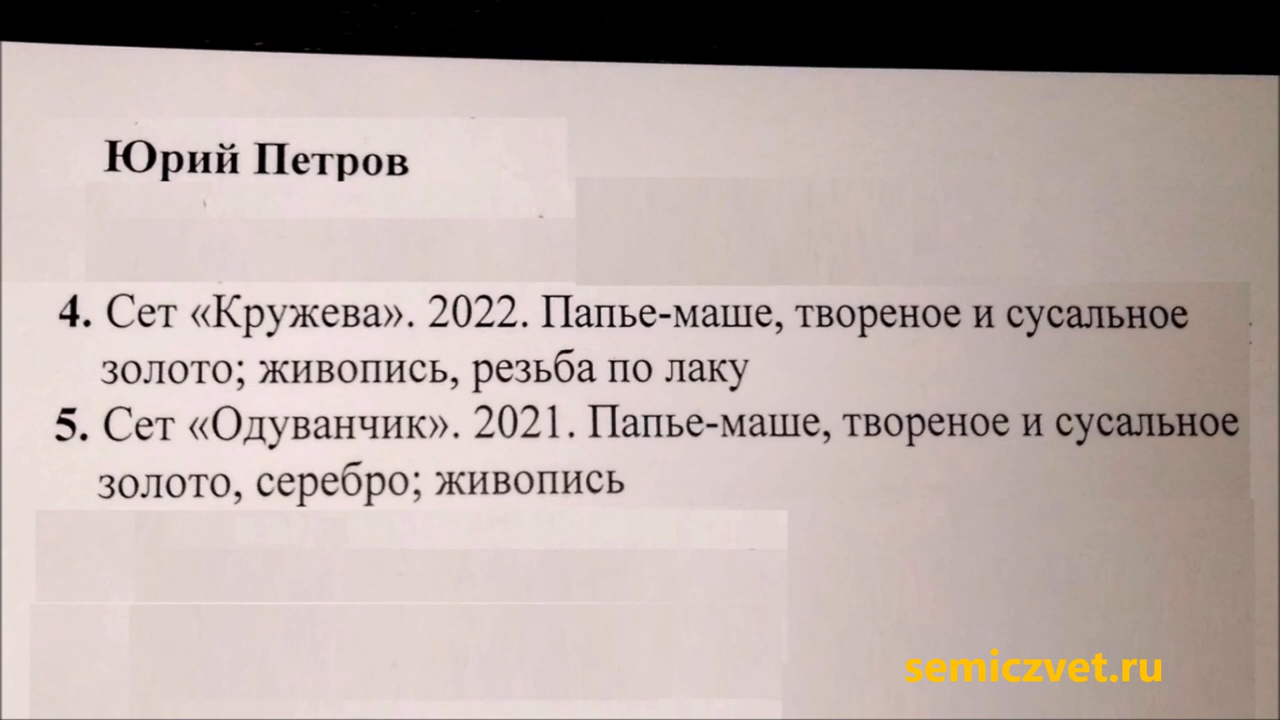 Юрий Петров
4. Сет «Кружева». 2022. Папье-маше, твореное и сусальное
золото; живопись, резьба по лаку
5. Сет «Одуванчик». 2021. Папье-маше, твореное и сусальное
золото, серебро; живопись
semiczvet.ru